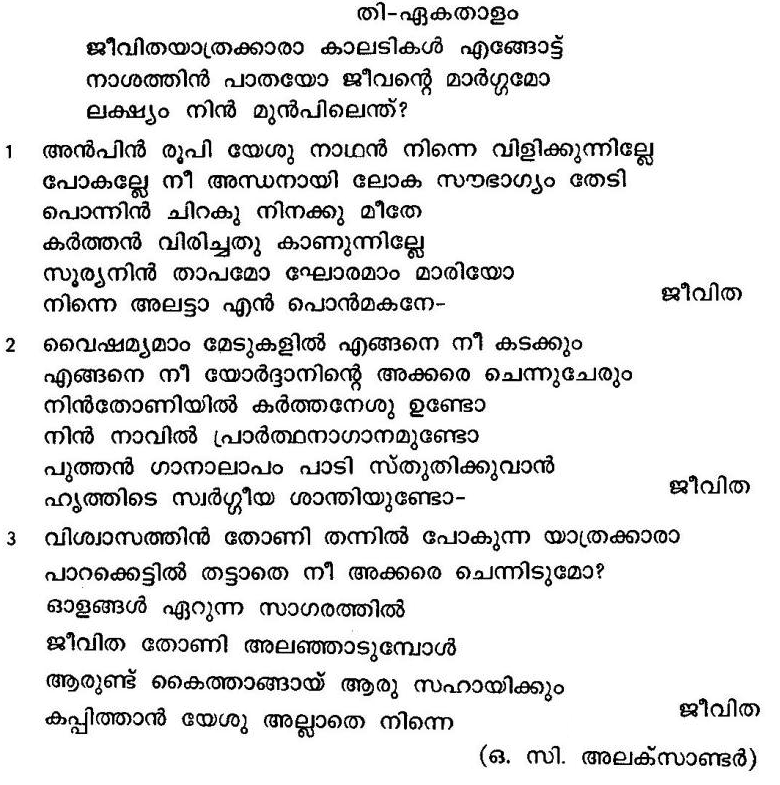 തി-ഏകതാളം
ജീവിതയാത്രക്കാരാ കാലടികൾ എങ്ങോട്ട്
നാശത്തിൻ പാതയോ ജീവന്റെ മാർഗ്ഗമോ
ലക്ഷ്യം നിൻ മുൻപിലെന്ത്?
1 അൻപിൻ രൂപി യേശു നാഥൻ നിന്നെ വിളിക്കുന്നില്ലേ
പോകല്ലേ നീ അന്ധനായി ലോക സൗഭാഗ്യം തേടി
പൊന്നിൻ ചിറകു നിനക്കു മീതേ
കർത്തൻ വിരിച്ചതു കാണുന്നില്ലേ
സൂര്യനിൻ താപമോ ഘോരമാം മാരിയോ
നിന്നെ അലട്ടാ എൻ പൊൻമകനേ- ജീവിത
2 വൈഷമ്യമാം മേടുകളിൽ എങ്ങനെ നീ കടക്കും
എങ്ങനെ നീ യോർദ്ദാനിന്റെ അക്കരെ ചെന്നുചേരും
നിൻതോണിയിൽ കർത്തനേശു ഉണ്ടോ
നിൻ നാവിൽ പ്രാർത്ഥനാഗാനമുണ്ടോ
പുത്തൻ ഗാനാലാപം പാടി സ്തുതിക്കുവാൻ
ഹൃത്തിടെ സ്വർഗ്ഗീയ ശാന്തിയുണ്ടോ- ജീവിത
3 വിശ്വാസത്തിൻ തോണി തന്നിൽ പോകുന്ന യാത്രക്കാരാ
പാറക്കെട്ടിൽ തട്ടാതെ നീ അക്കരെ ചെന്നിടുമോ?
ഓളങ്ങൾ ഏറുന്ന സാഗരത്തിൽ
ജീവിത തോണി അലഞ്ഞാടുമ്പോൾ
ആരുണ്ട് കൈത്താങ്ങായ് ആരു സഹായിക്കും
കപ്പിത്താൻ യേശു അല്ലാതെ നിന്നെ ജീവിത
(ഒ. സി. അലക്സാണ്ടർ)